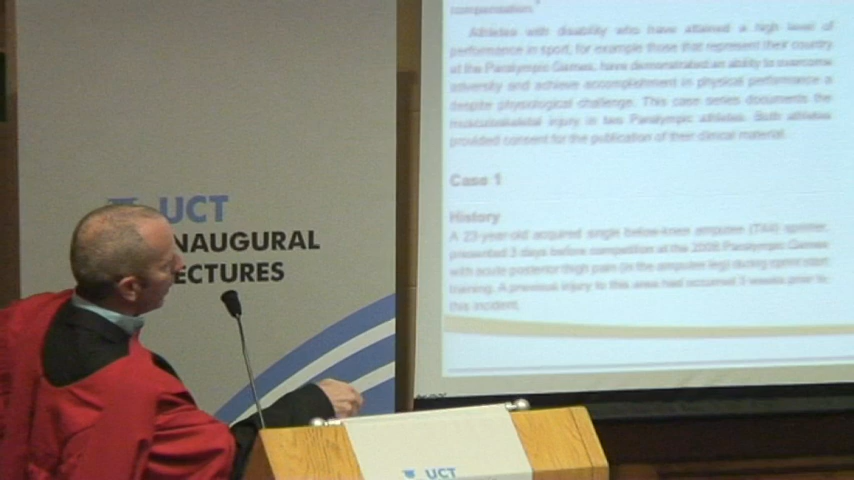 UCT
NAUGURAL
ECTURES
compensation.
Athletes with disability who have attained a high level of
performance in sport, for example those that represent their country
at the Paralympic Games, have demonstrated an ability to overcome
adversity and achieve accomplishment in physical performance
despite physiological challenge. This case series documents the
musculoskeletal injury in two Paralympic athletes. Both athletes
provided consent for the publication of their clinical material.
Case 1
History
A 23-year-old acquired single below-knee amputee (T44) sprinter,
presented 3 days before competition at the 2008 Paralympic Games
with acute posterior thigh pain (in the amputee leg) during sprint start
training. A previous injury to this area had occurred 3 weeks prior to
this incident.
UCT